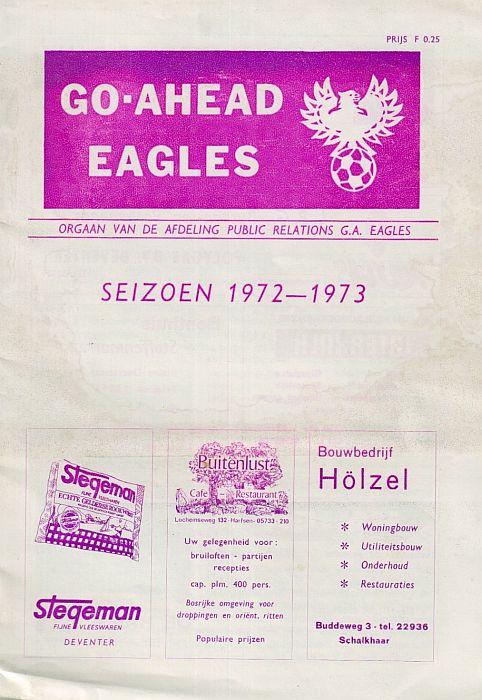 PRIJS F 0.25
GO-AHEAD
EAGLES
ORGAAN VAN DE AFDELING PUBLIC RELATIONS G.A. EAGLES
SEIZOEN 1972—1973
Stegeman
FIJNE VLEESWAREN
ECHTE GELDERSE ROOKWORST
Stegeman
FIJNE VLEESWAREN
DEVENTER
Buitenlust
Cafe - Restaurant
Lochemseweg 132 - Harfsen - 05733 - 210
Uw gelegenheid voor:
bruiloften - partijen
recepties
cap. plm. 400 pers.
Bosrijke omgeving voor
droppingen en oriënt. ritten
Populaire prijzen
Bouwbedrijf
Hölzel
* Woningbouw
* Utiliteitsbouw
* Onderhoud
* Restauraties
Buddeweg 3 - tel. 22936
Schalkhaar